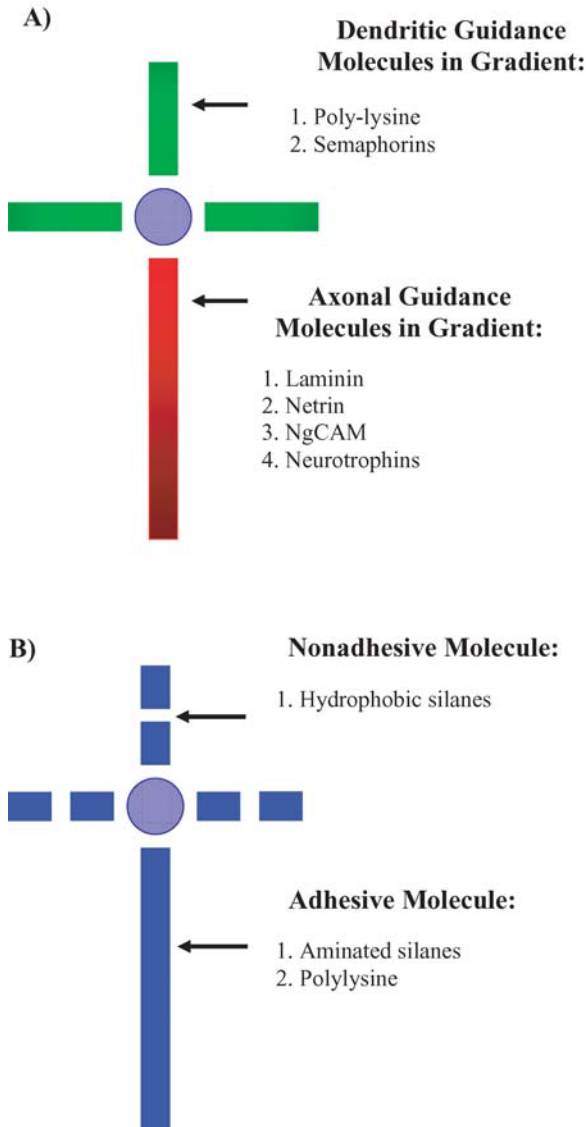 A)
Dendritic Guidance
Molecules in Gradient:
1. Poly-lysine
2. Semaphorins
Axonal Guidance
Molecules in Gradient:
1. Laminin
2. Netrin
3. NgCAM
4. Neurotrophins
B)
Nonadhesive Molecule:
1. Hydrophobic silanes
Adhesive Molecule:
1. Aminated silanes
2. Polylysine